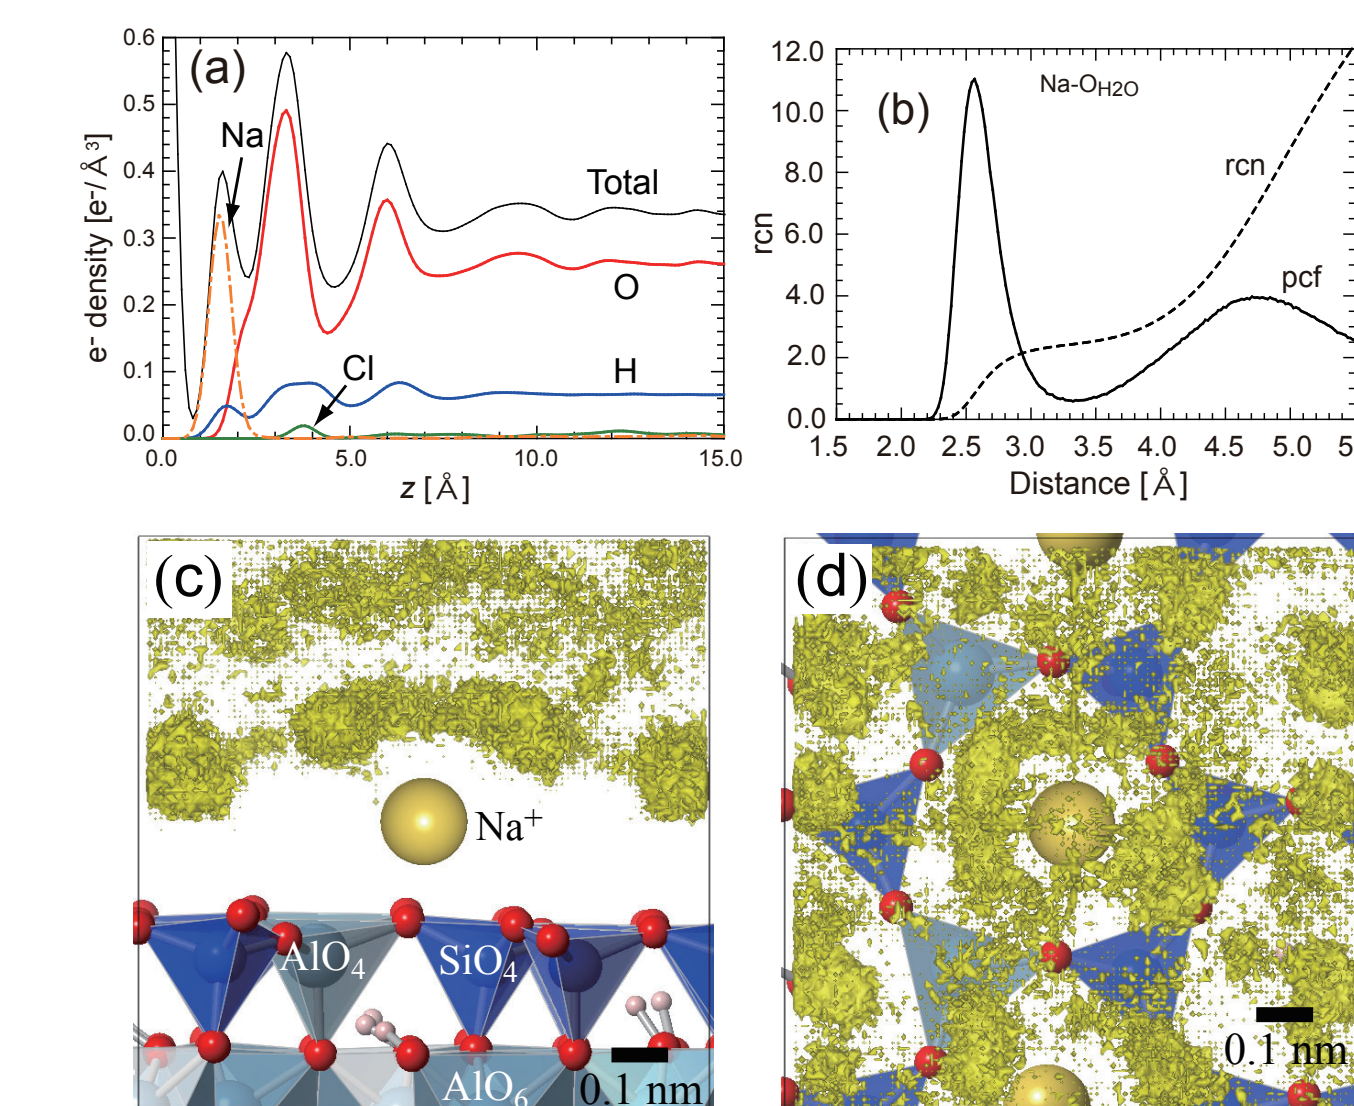 (a)
0.6
0.5
0.4
0.3
0.2
0.1
0.0
e⁻ density [e⁻/Å³]
Na
Total
O
Cl
H
0.0 5.0 10.0 15.0
z [Å]
(b)
Na-O_H2O
12.0
10.0
8.0
6.0
4.0
2.0
0.0
rcn
rcn
pcf
1.5 2.0 2.5 3.0 3.5 4.0 4.5 5.0
Distance [Å]
(c)
Na⁺
AlO₄
SiO₄
AlO₆
0.1 nm
(d)
0.1 nm